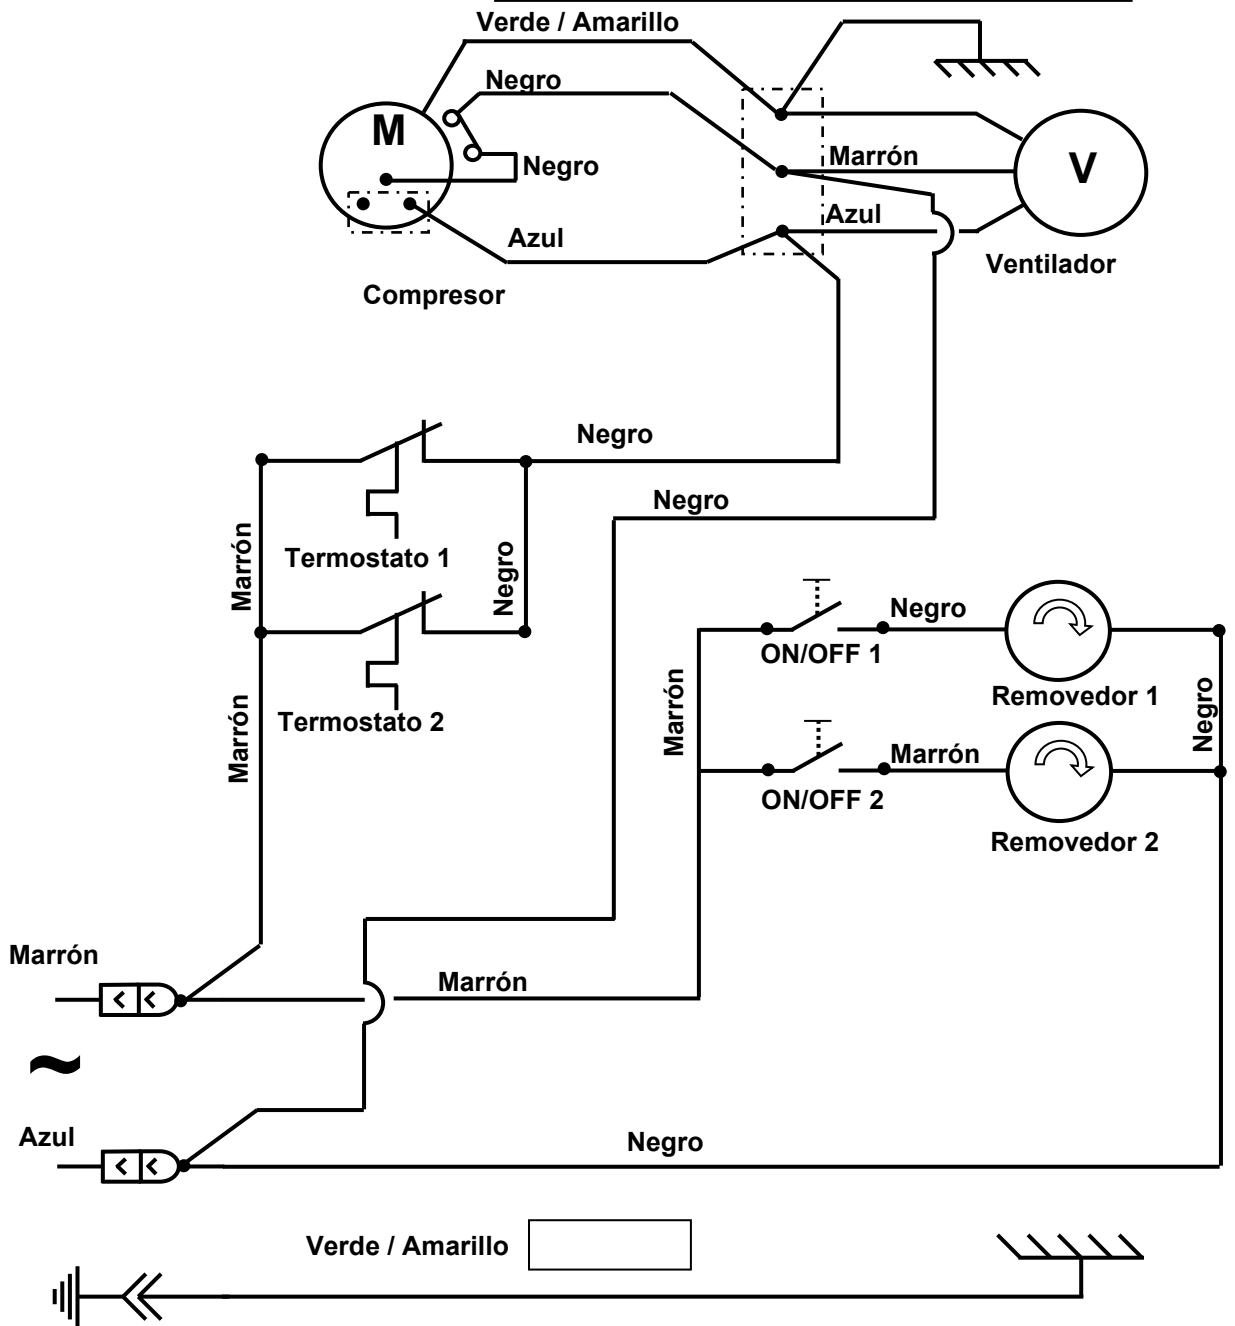 Verde / Amarillo
Negro
M
Negro
Marrón
V
Azul
Azul
Ventilador
Compresor
Negro
Negro
Marrón
Termostato 1
Negro
Negro
ON/OFF 1
Marrón
Removedor 1
Negro
Marrón
Termostato 2
Marrón
ON/OFF 2
Removedor 2
Marrón
Marrón
~
Azul
Negro
Verde / Amarillo